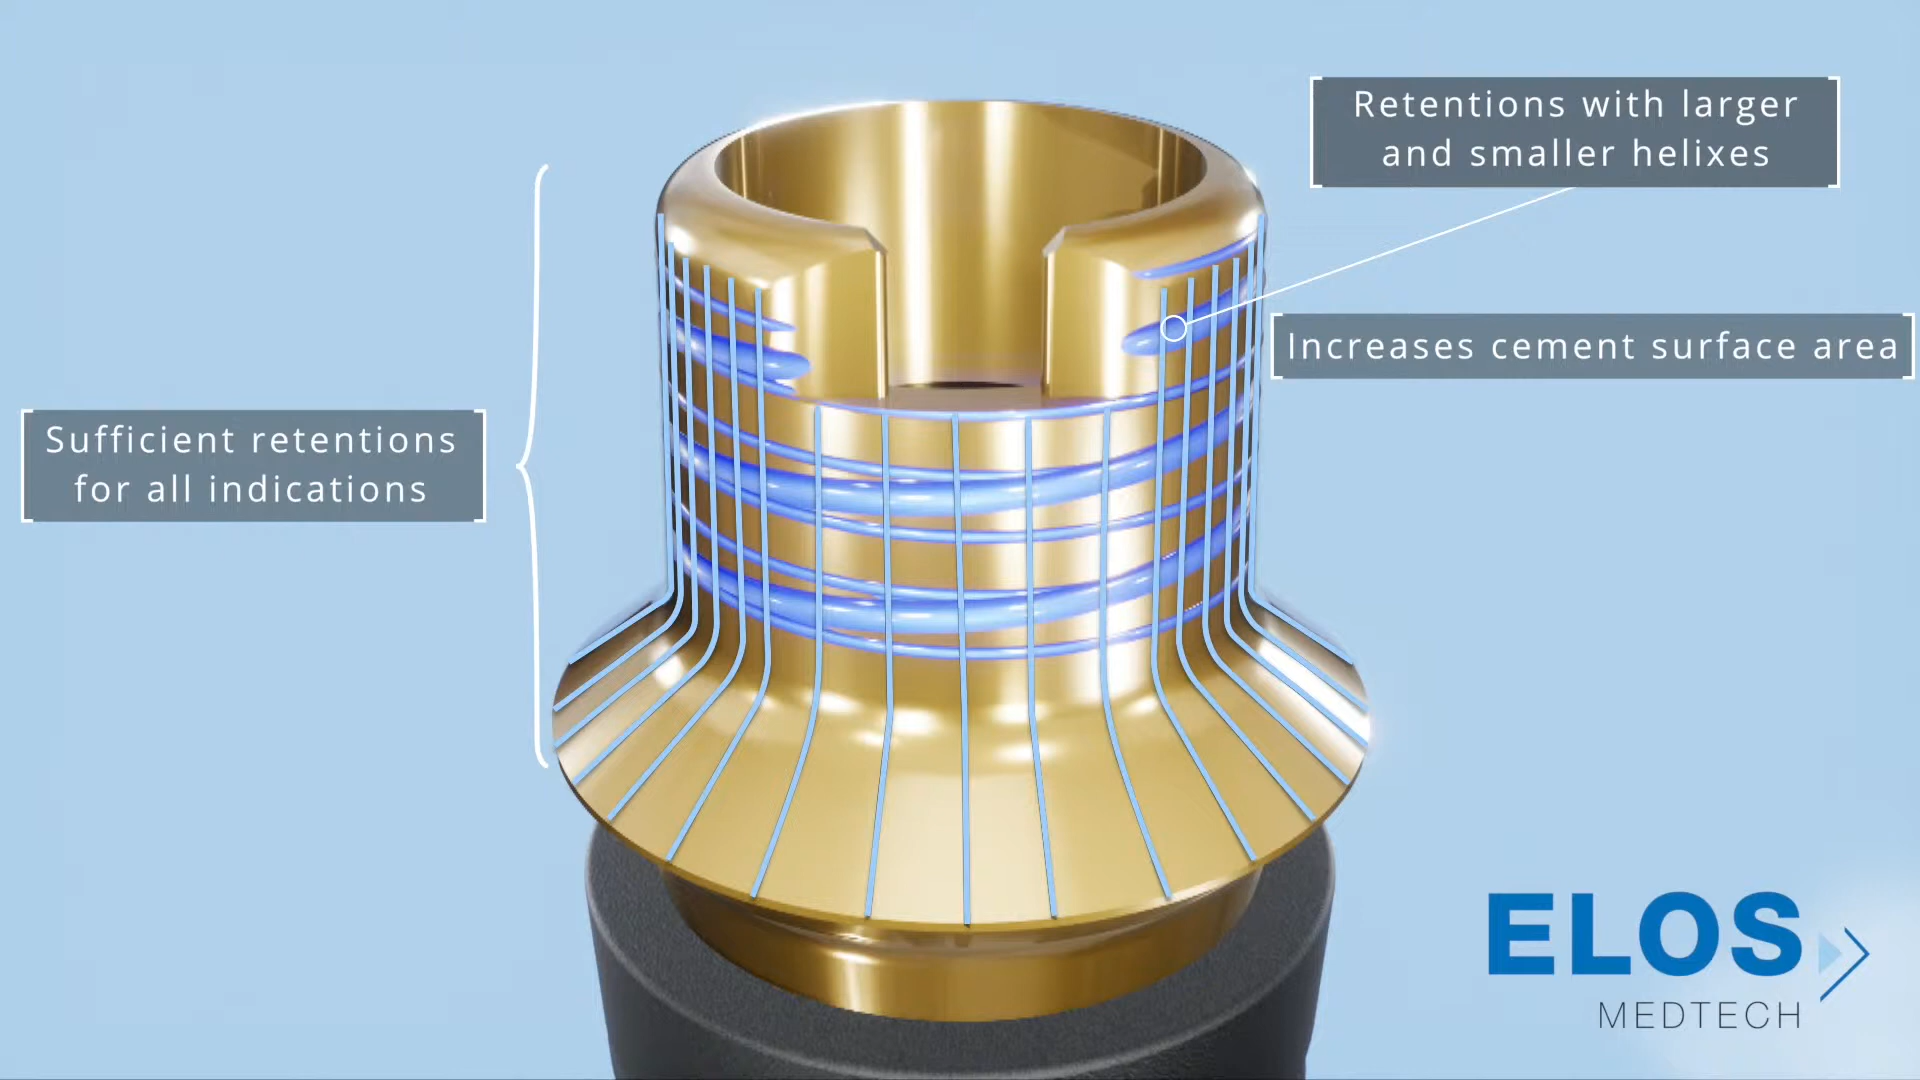 Retentions with larger
and smaller helixes
Increases cement surface area
Sufficient retentions
for all indications
ELOS
MEDTECH